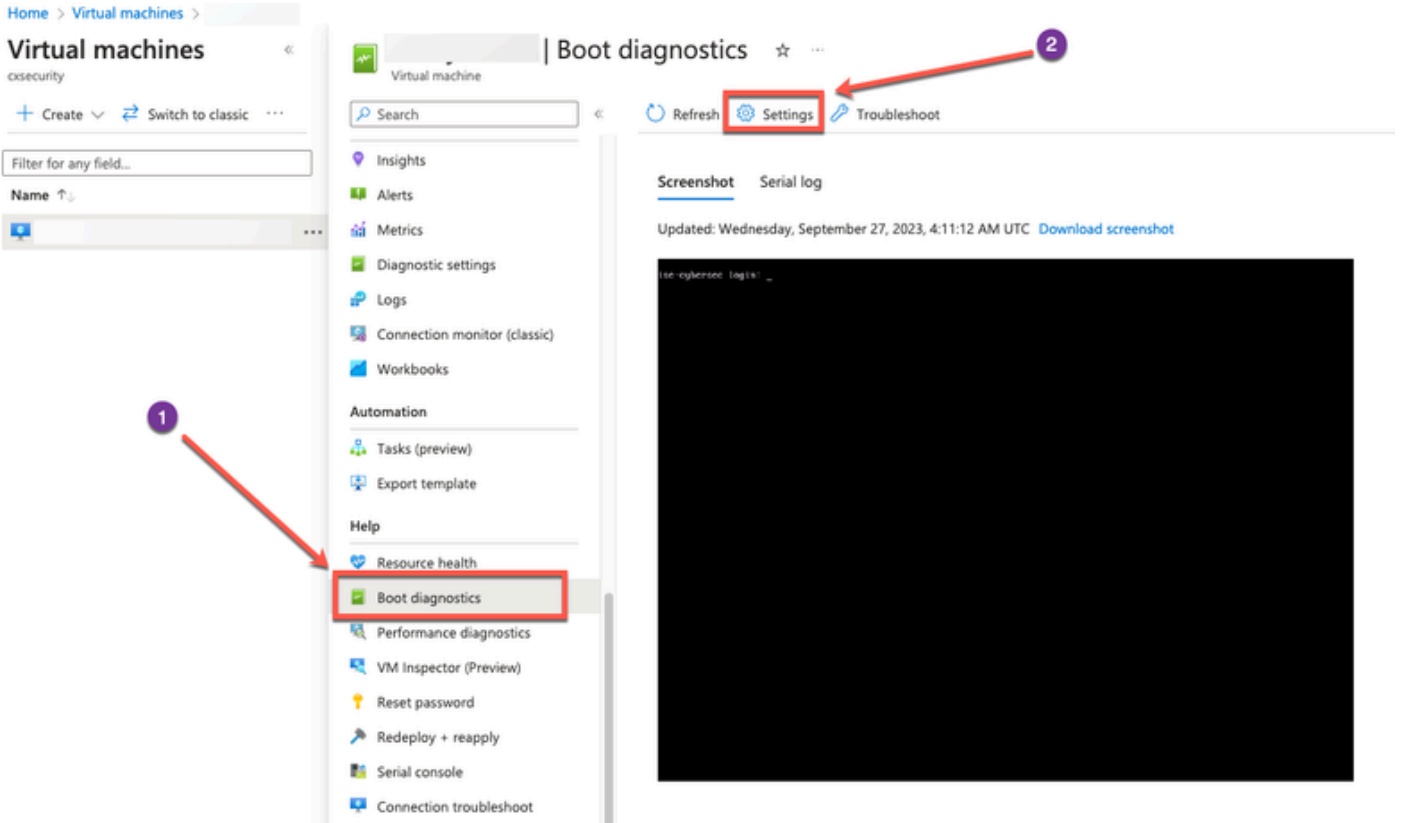 Home > Virtual machines >
Virtual machines
cxsecurity
Create
Switch to classic
Filter for any field...
Name
| Boot diagnostics
Virtual machine
Search
Insights
Alerts
Metrics
Diagnostic settings
Logs
Connection monitor (classic)
Workbooks
Automation
Tasks (preview)
Export template
Help
Resource health
Boot diagnostics
Performance diagnostics
VM Inspector (Preview)
Reset password
Redeploy + reapply
Serial console
Connection troubleshoot
1
2
Refresh
Settings
Troubleshoot
Screenshot
Serial log
Updated: Wednesday, September 27, 2023, 4:11:12 AM UTC Download screenshot
ise-cybersec login: _